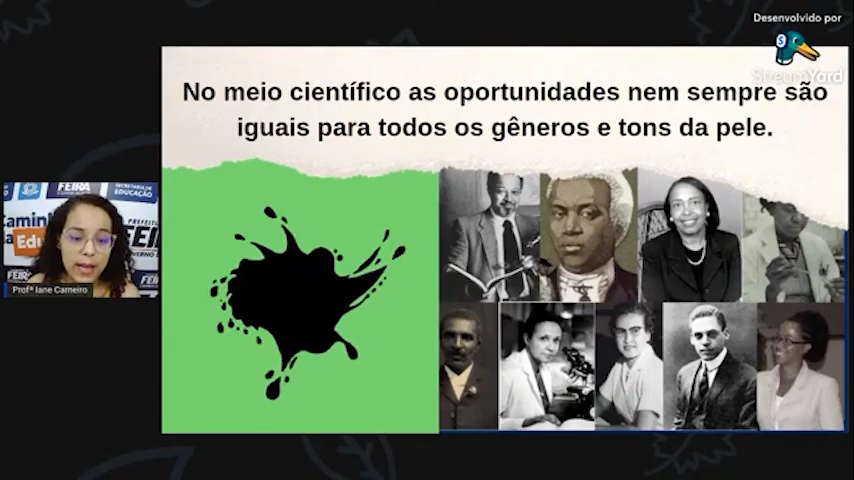 Desenvolvido por
StreamYard
No meio científico as oportunidades nem sempre são
iguais para todos os gêneros e tons da pele.
FEIRA
SECRETARIA DE
EDUCAÇÃO
PREFEITU
Profª Iane Carneiro